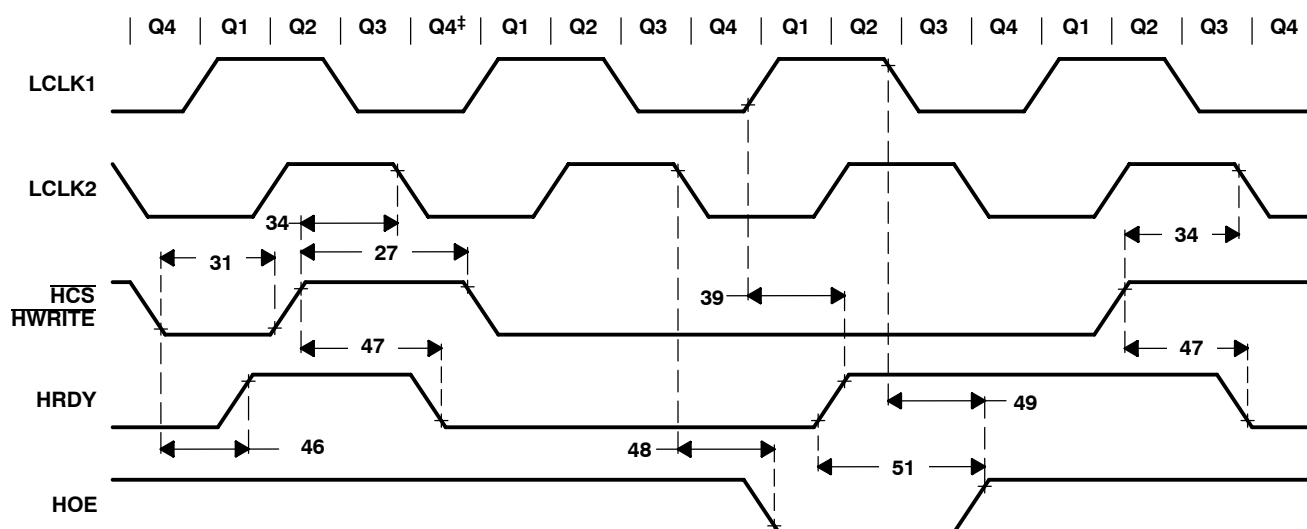 Q4 Q1 Q2 Q3 Q4‡ Q1 Q2 Q3 Q4 Q1 Q2 Q3 Q4 Q1 Q2 Q3 Q4
LCLK1
LCLK2
34
31 27 34
HCS
HWRITE
39
47 47
HRDY
49
46 48 51
HOE